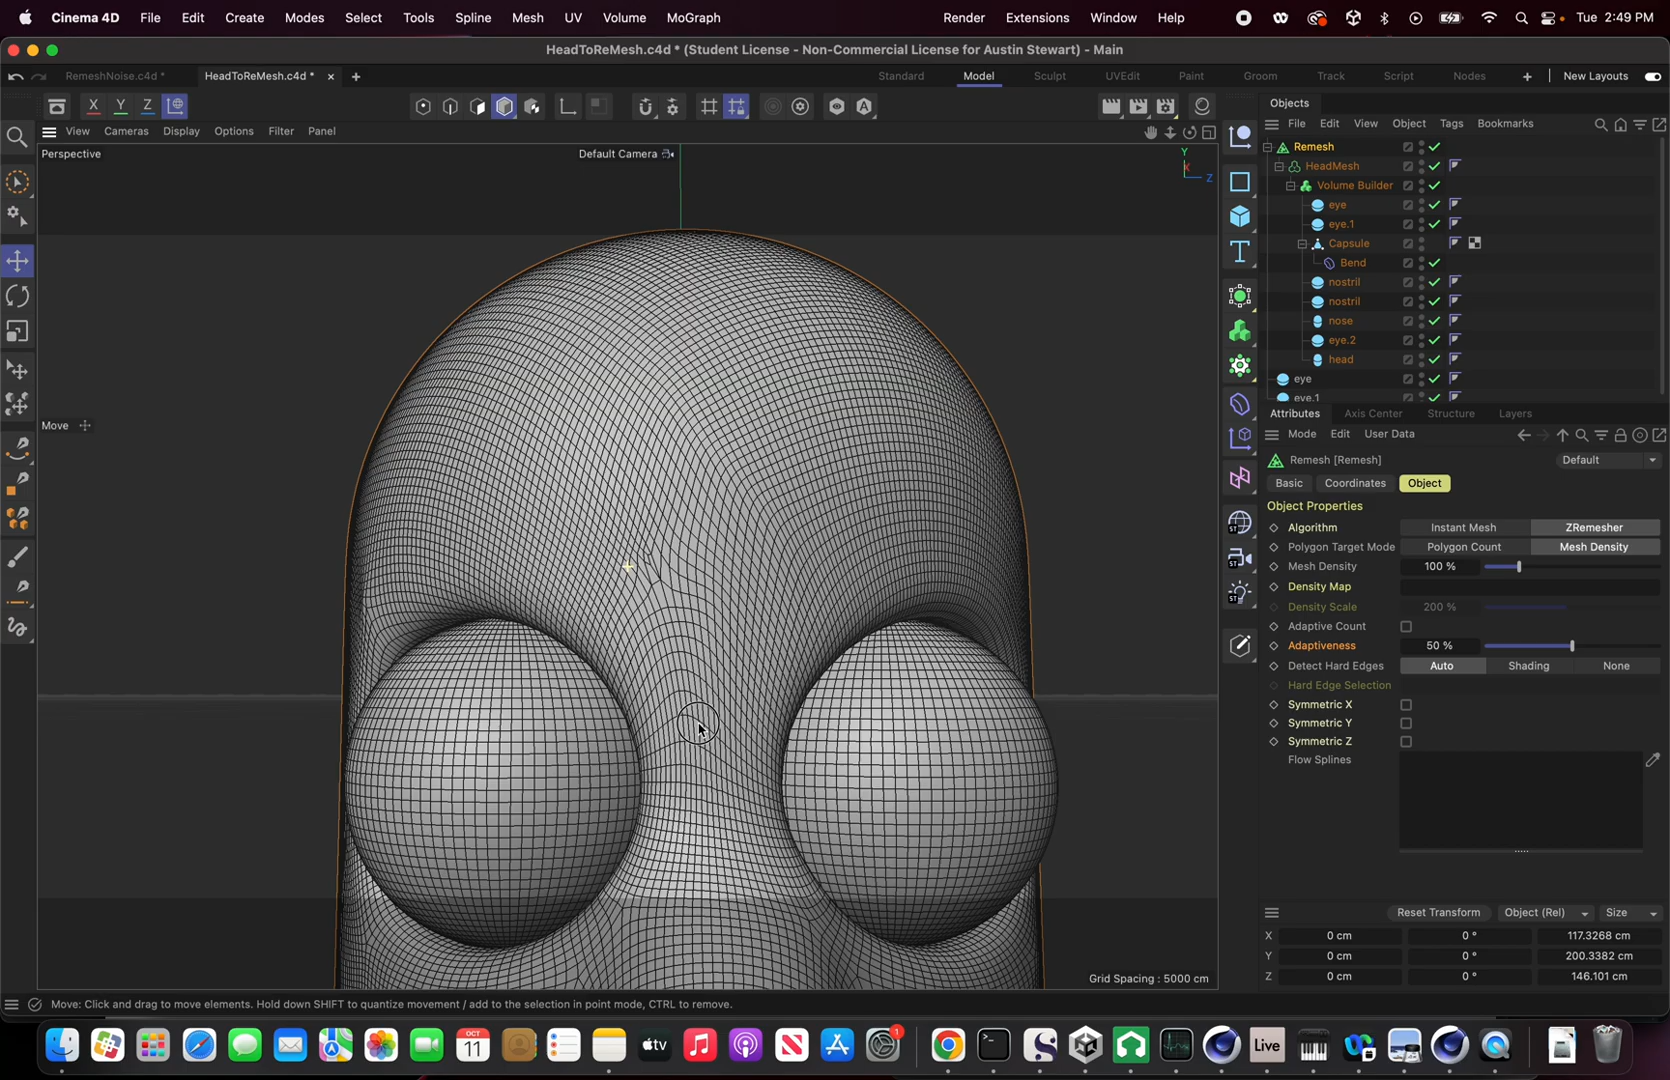 Cinema 4D File Edit Create Modes Select Tools Spline Mesh UV Volume MoGraph Render Extensions Window Help Tue 2:49 PM
HeadToReMesh.c4d * (Student License - Non-Commercial License for Austin Stewart) - Main
RemeshNoise.c4d * HeadToReMesh.c4d * × + Standard Model Sculpt UVEdit Paint Groom Track Script Nodes + New Layouts
X Y Z
View Cameras Display Options Filter Panel
Perspective Default Camera
Y
X
Z
Move
Grid Spacing : 5000 cm
Objects
File Edit View Object Tags Bookmarks
Remesh
HeadMesh
Volume Builder
eye
eye.1
Capsule
Bend
nostril
nostril
nose
eye.2
head
eye
eye.1
Attributes Axis Center Structure Layers
Mode Edit User Data
Remesh [Remesh] Default
Basic Coordinates Object
Object Properties
Algorithm Instant Mesh ZRemesher
Polygon Target Mode Polygon Count Mesh Density
Mesh Density 100 %
Density Map
Density Scale 200 %
Adaptive Count
Adaptiveness 50 %
Detect Hard Edges Auto Shading None
Hard Edge Selection
Symmetric X
Symmetric Y
Symmetric Z
Flow Splines
Reset Transform Object (Rel) Size
X 0 cm 0 ° 117.3268 cm
Y 0 cm 0 ° 200.3382 cm
Z 0 cm 0 ° 146.101 cm
Move: Click and drag to move elements. Hold down SHIFT to quantize movement / add to the selection in point mode, CTRL to remove.
OCT
11
tv
1
Live